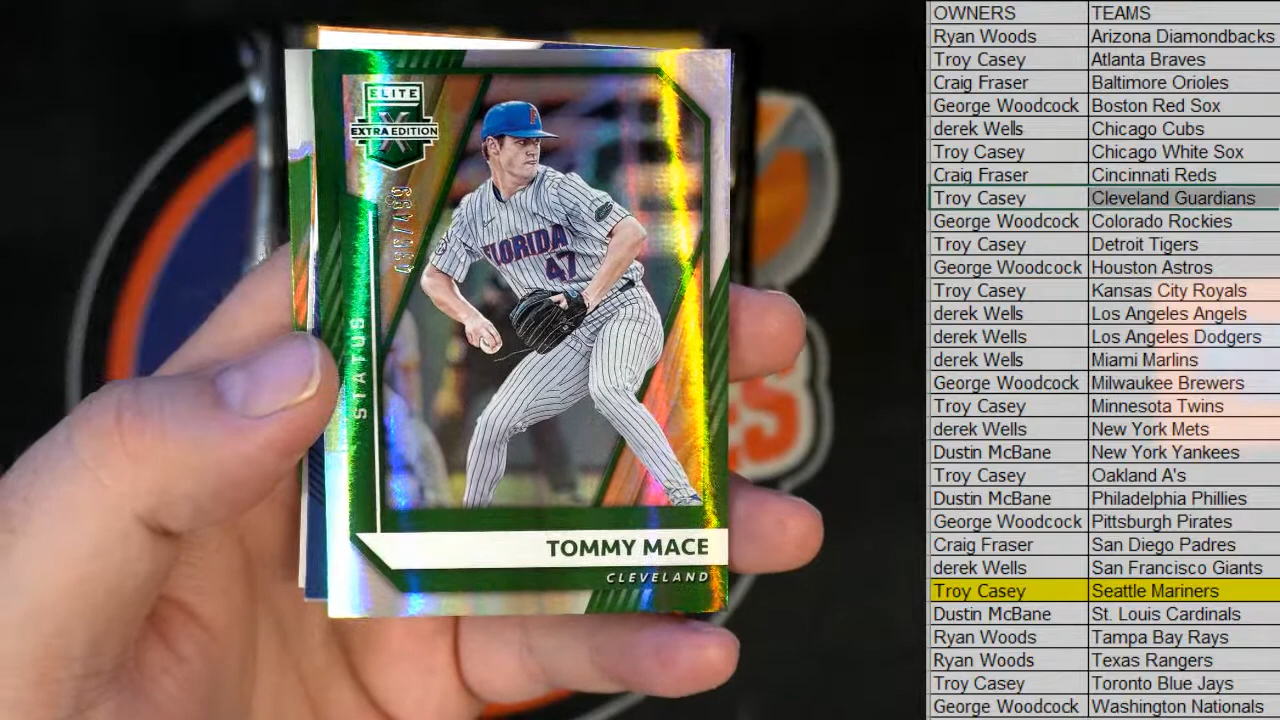 ELITE
X
EXTRA EDITION
STATUS
FLORIDA
47
TOMMY MACE
CLEVELAND
OWNERS TEAMS
Ryan Woods Arizona Diamondbacks
Troy Casey Atlanta Braves
Craig Fraser Baltimore Orioles
George Woodcock Boston Red Sox
derek Wells Chicago Cubs
Troy Casey Chicago White Sox
Craig Fraser Cincinnati Reds
Troy Casey Cleveland Guardians
George Woodcock Colorado Rockies
Troy Casey Detroit Tigers
George Woodcock Houston Astros
Troy Casey Kansas City Royals
derek Wells Los Angeles Angels
derek Wells Los Angeles Dodgers
derek Wells Miami Marlins
George Woodcock Milwaukee Brewers
Troy Casey Minnesota Twins
derek Wells New York Mets
Dustin McBane New York Yankees
Troy Casey Oakland A's
Dustin McBane Philadelphia Phillies
George Woodcock Pittsburgh Pirates
Craig Fraser San Diego Padres
derek Wells San Francisco Giants
Troy Casey Seattle Mariners
Dustin McBane St. Louis Cardinals
Ryan Woods Tampa Bay Rays
Ryan Woods Texas Rangers
Troy Casey Toronto Blue Jays
George Woodcock Washington Nationals